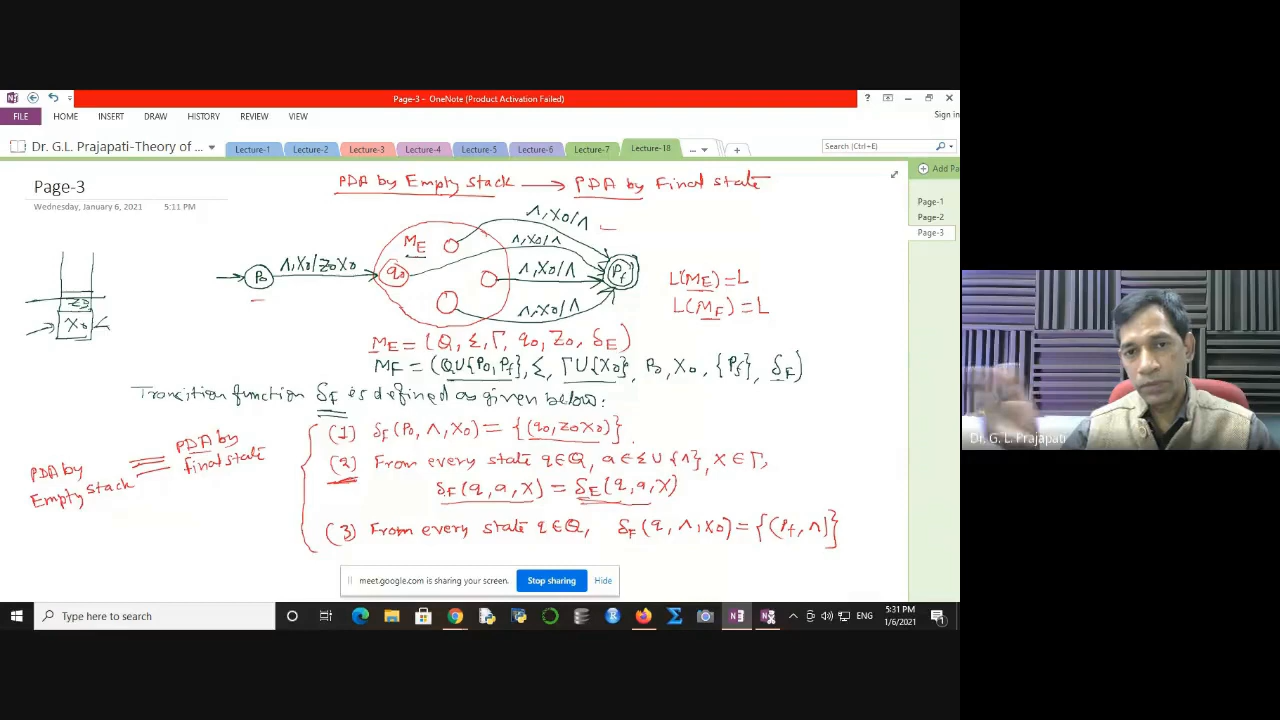 Page-3 - OneNote (Product Activation Failed)
FILE HOME INSERT DRAW HISTORY REVIEW VIEW
Sign in
Dr. G.L. Prajapati-Theory of ...
Lecture-1 Lecture-2 Lecture-3 Lecture-4 Lecture-5 Lecture-6 Lecture-7 Lecture-18 ...
Search (Ctrl+E)
Add Pa
Page-1
Page-2
Page-3
Page-3
Wednesday, January 6, 2021 5:11 PM
PDA by Empty stack → PDA by Final state
Λ, X0/Λ
ME
Λ, X0/Λ
P0
Λ, X0/Z0X0
q0
Λ, X0/Λ
Pf
Λ, X0/Λ
Z0
X0
L(ME) = L
L(MF) = L
ME = (Q, Σ, Γ, q0, Z0, δE)
MF = (Q∪{P0, Pf}, Σ, Γ∪{X0}, P0, X0, {Pf}, δF)
Transition function δF is defined as given below:
(1) δF(P0, Λ, X0) = {(q0, Z0X0)}.
(2) From every state q∈Q, a∈Σ∪{Λ}, X∈Γ,
δF(q, a, X) = δE(q, a, X)
(3) From every state q∈Q, δF(q, Λ, X0) = {(Pf, Λ)}
PDA by
Empty stack
=
PDA by
final state
meet.google.com is sharing your screen. Stop sharing Hide
Dr. G. L. Prajapati
Type here to search
ENG
5:31 PM
1/6/2021
1